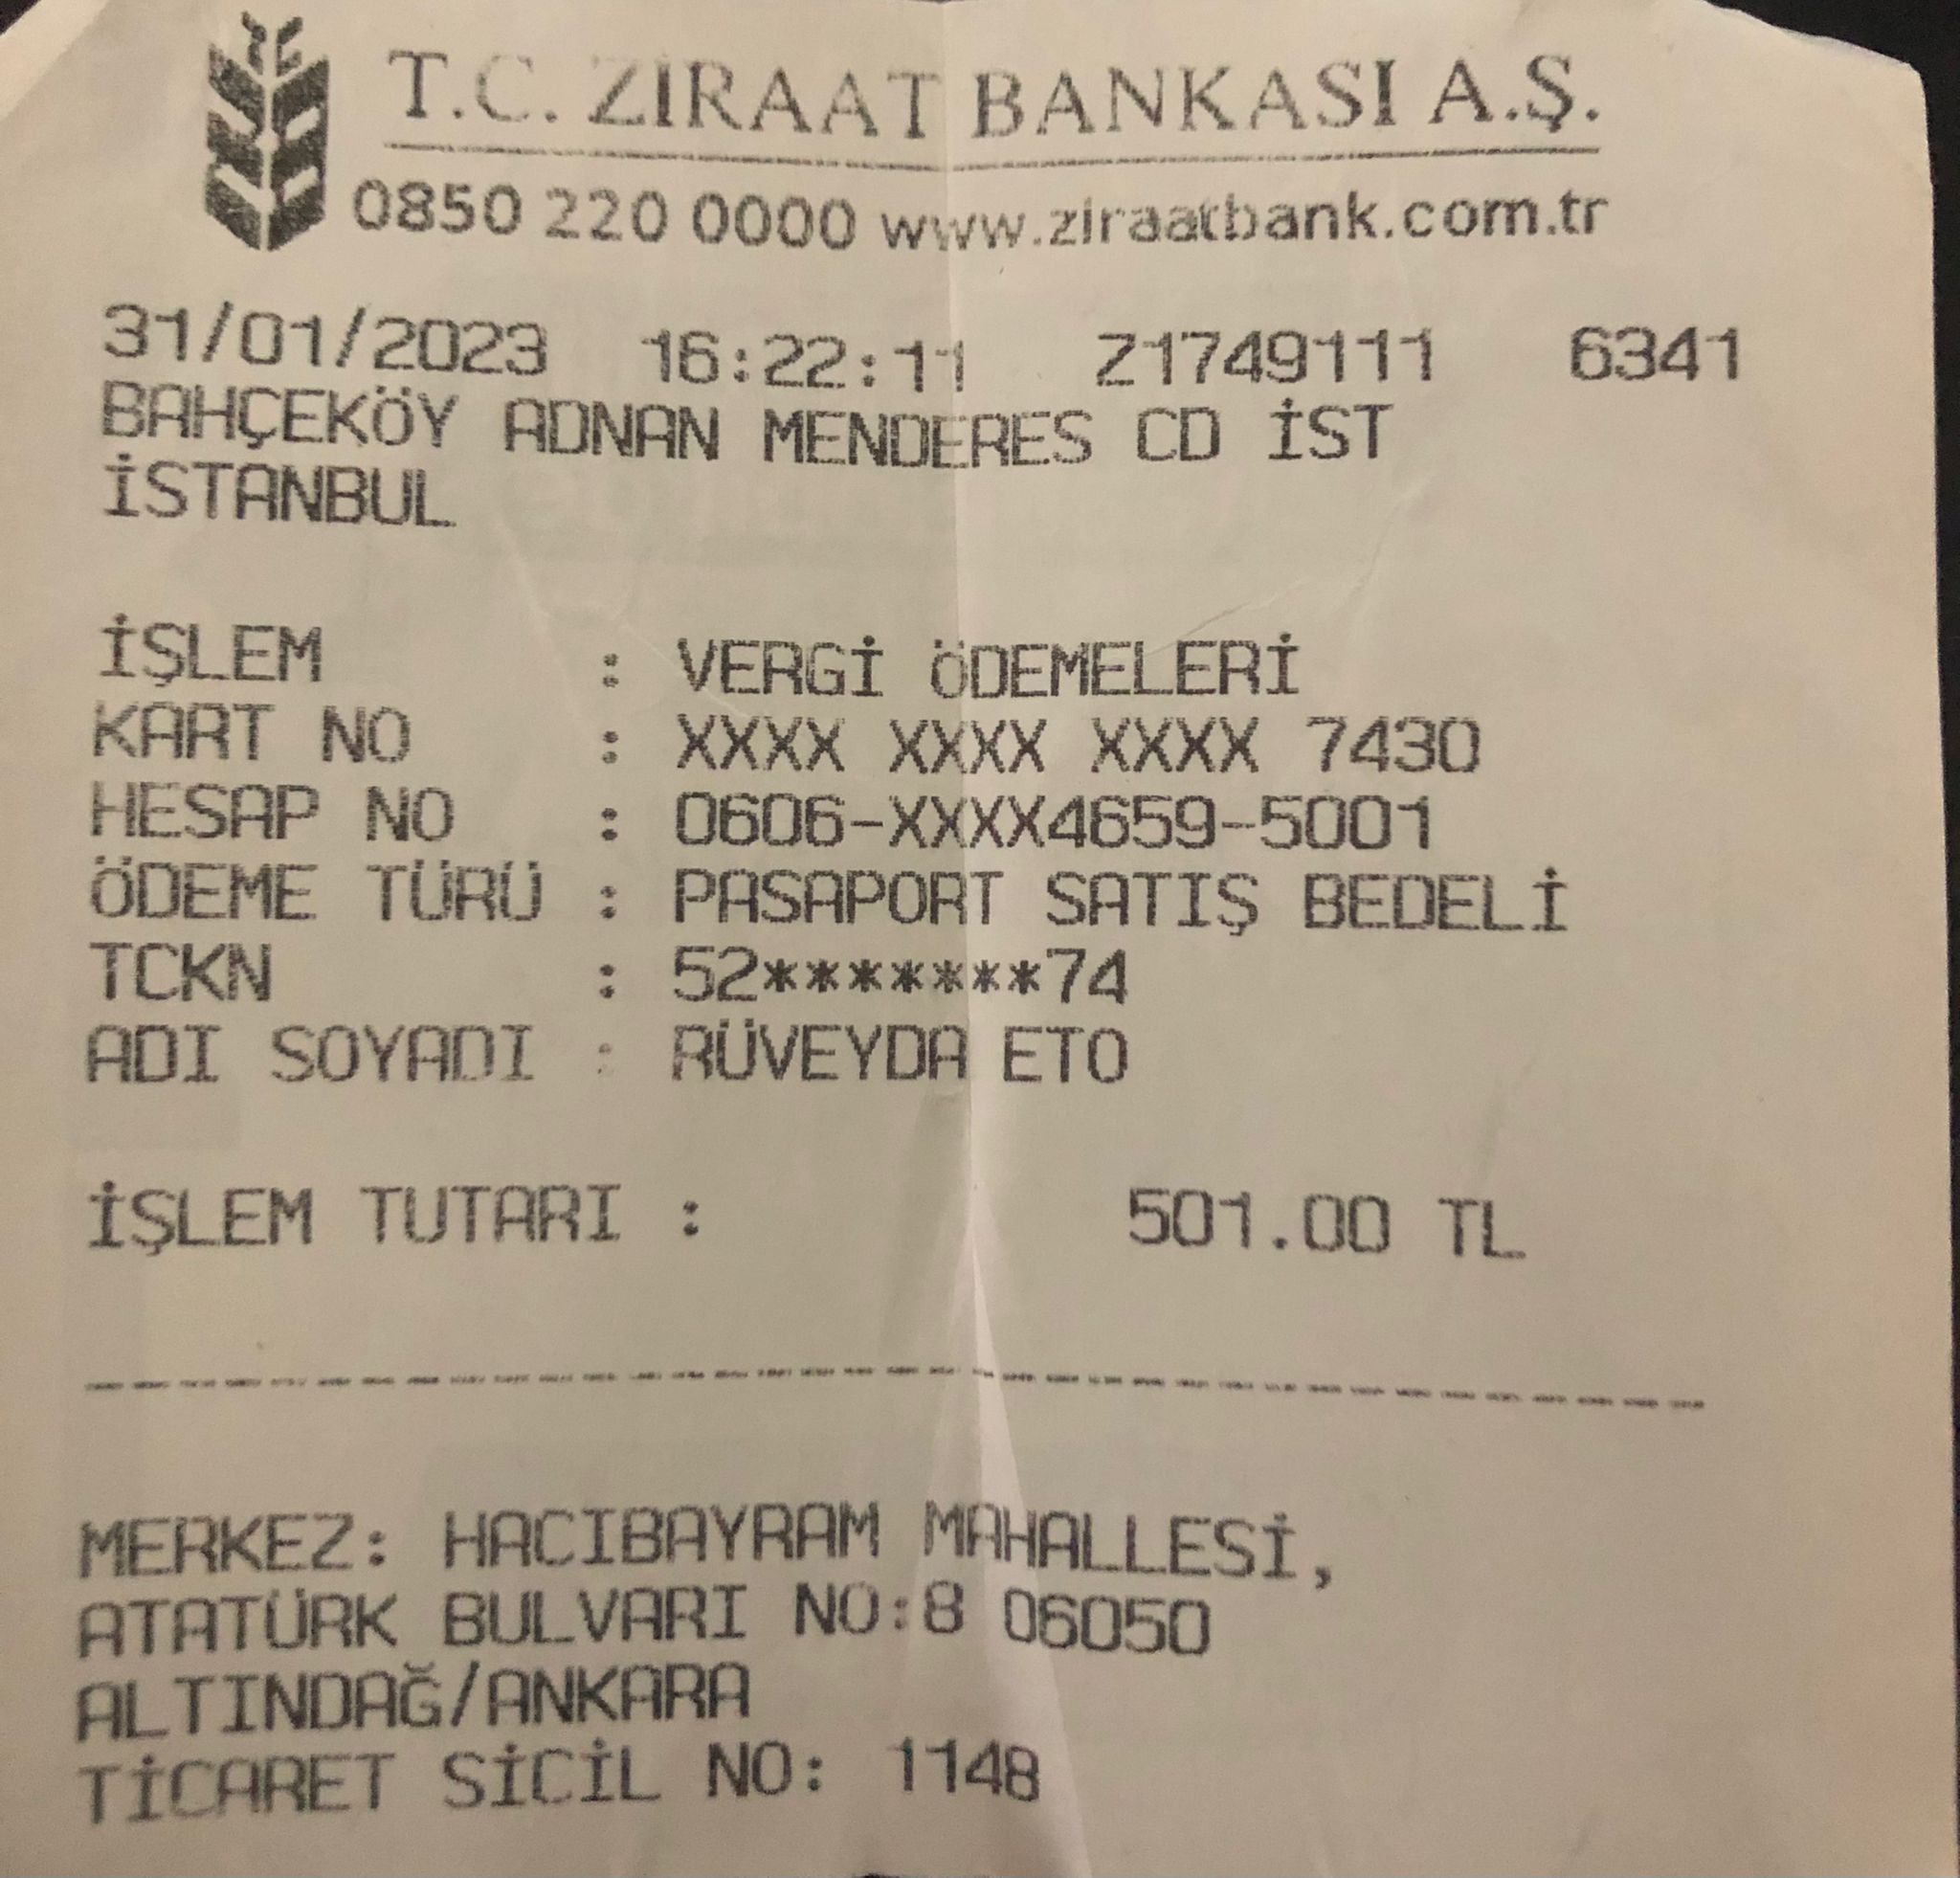 T.C. ZİRAAT BANKASI A.Ş.
0850 220 0000 www.ziraatbank.com.tr
31/01/2023 16:22:11 Z1749111 6341
BAHÇEKÖY ADNAN MENDERES CD İST
İSTANBUL
İŞLEM : VERGİ ÖDEMELERİ
KART NO : XXXX XXXX XXXX 7430
HESAP NO : 0606-XXXX4659-5001
ÖDEME TÜRÜ : PASAPORT SATIŞ BEDELİ
TCKN : 52*******74
ADI SOYADI : RÜVEYDA ETO
İŞLEM TUTARI : 501.00 TL
MERKEZ: HACIBAYRAM MAHALLESİ,
ATATÜRK BULVARI NO:8 06050
ALTINDAĞ/ANKARA
TİCARET SİCİL NO: 1148